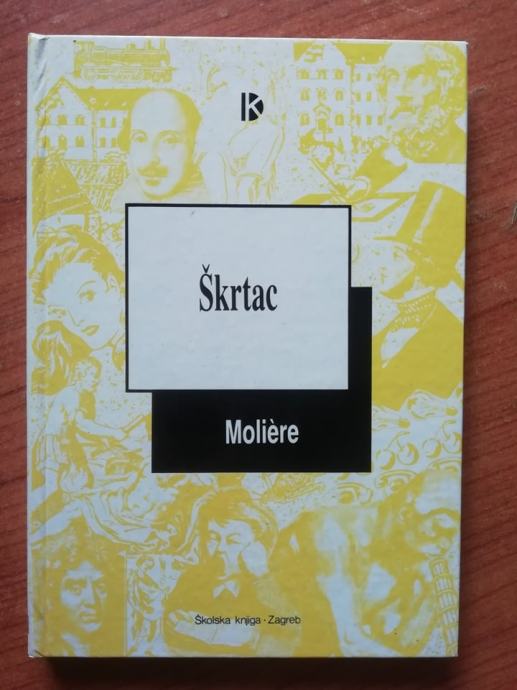 K
Škrtac
Molière
Školska knjiga · Zagreb